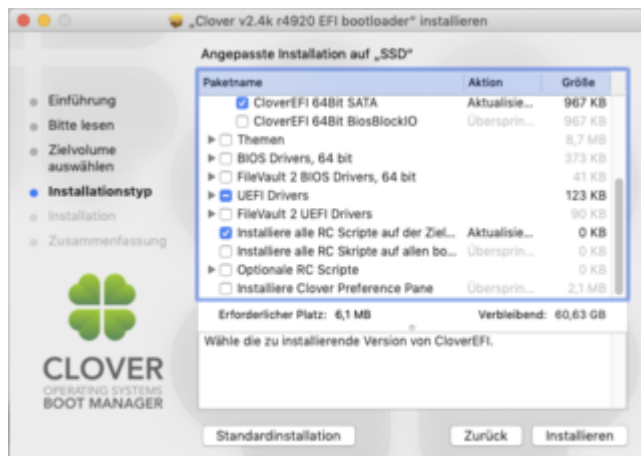 „Clover v2.4k r4920 EFI bootloader“ installieren
Angepasste Installation auf „SSD“
Einführung
Bitte lesen
Zielvolume
auswählen
Installationstyp
Installation
Zusammenfassung
CLOVER
OPERATING SYSTEMS
BOOT MANAGER
Paketname Aktion Größe
CloverEFI 64Bit SATA Aktualisie... 967 KB
CloverEFI 64Bit BiosBlockIO Übersprin... 967 KB
Themen 8,7 MB
BIOS Drivers, 64 bit 373 KB
FileVault 2 BIOS Drivers, 64 bit 41 KB
UEFI Drivers 123 KB
FileVault 2 UEFI Drivers 90 KB
Installiere alle RC Scripte auf der Ziel... Aktualisie... 0 KB
Installiere alle RC Skripte auf allen bo... Übersprin... 0 KB
Optionale RC Scripte 0 KB
Installiere Clover Preference Pane Übersprin... 2,1 MB
Erforderlicher Platz: 6,1 MB Verbleibend: 60,63 GB
Wähle die zu installierende Version von CloverEFI.
Standardinstallation Zurück Installieren